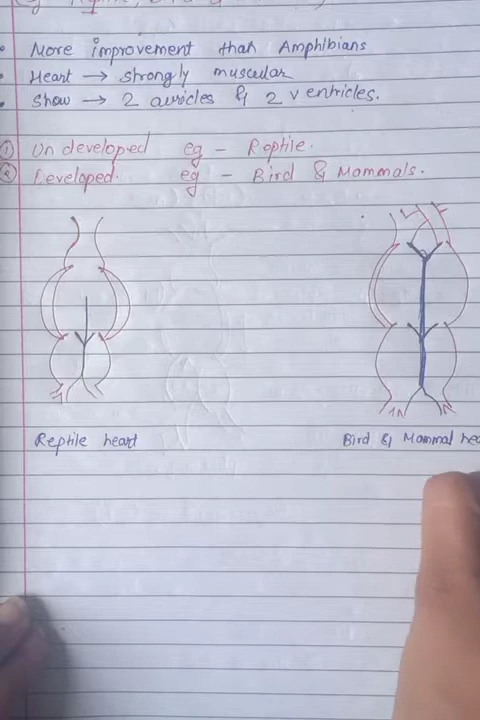 More improvement than Amphibians
Heart → strongly muscular
Show → 2 auricles & 2 ventricles.
① Un developed eg - Reptile.
② Developed. eg - Bird & Mammals.
Reptile heart
Bird & Mammal